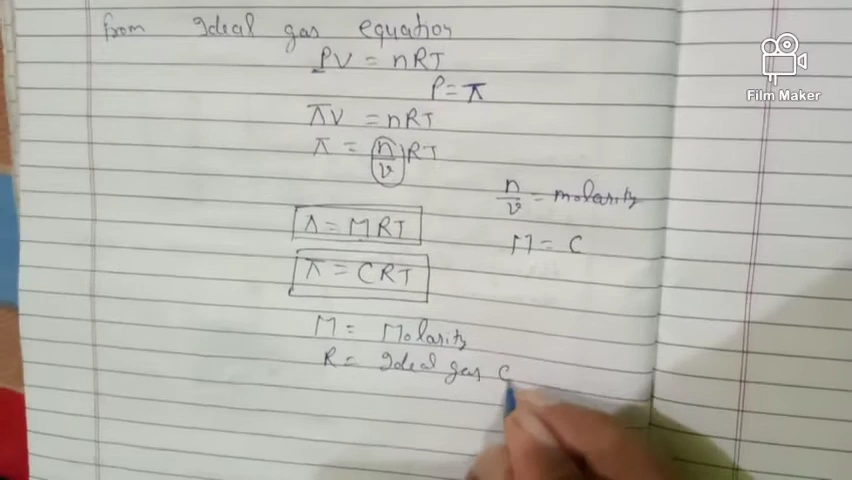 from Ideal gas equation
PV = nRT
P = π
πV = nRT
π = n/v RT
n/v = molarity
π = MRT
M = C
π = CRT
M = Molarity
R = Ideal gas C
Film Maker